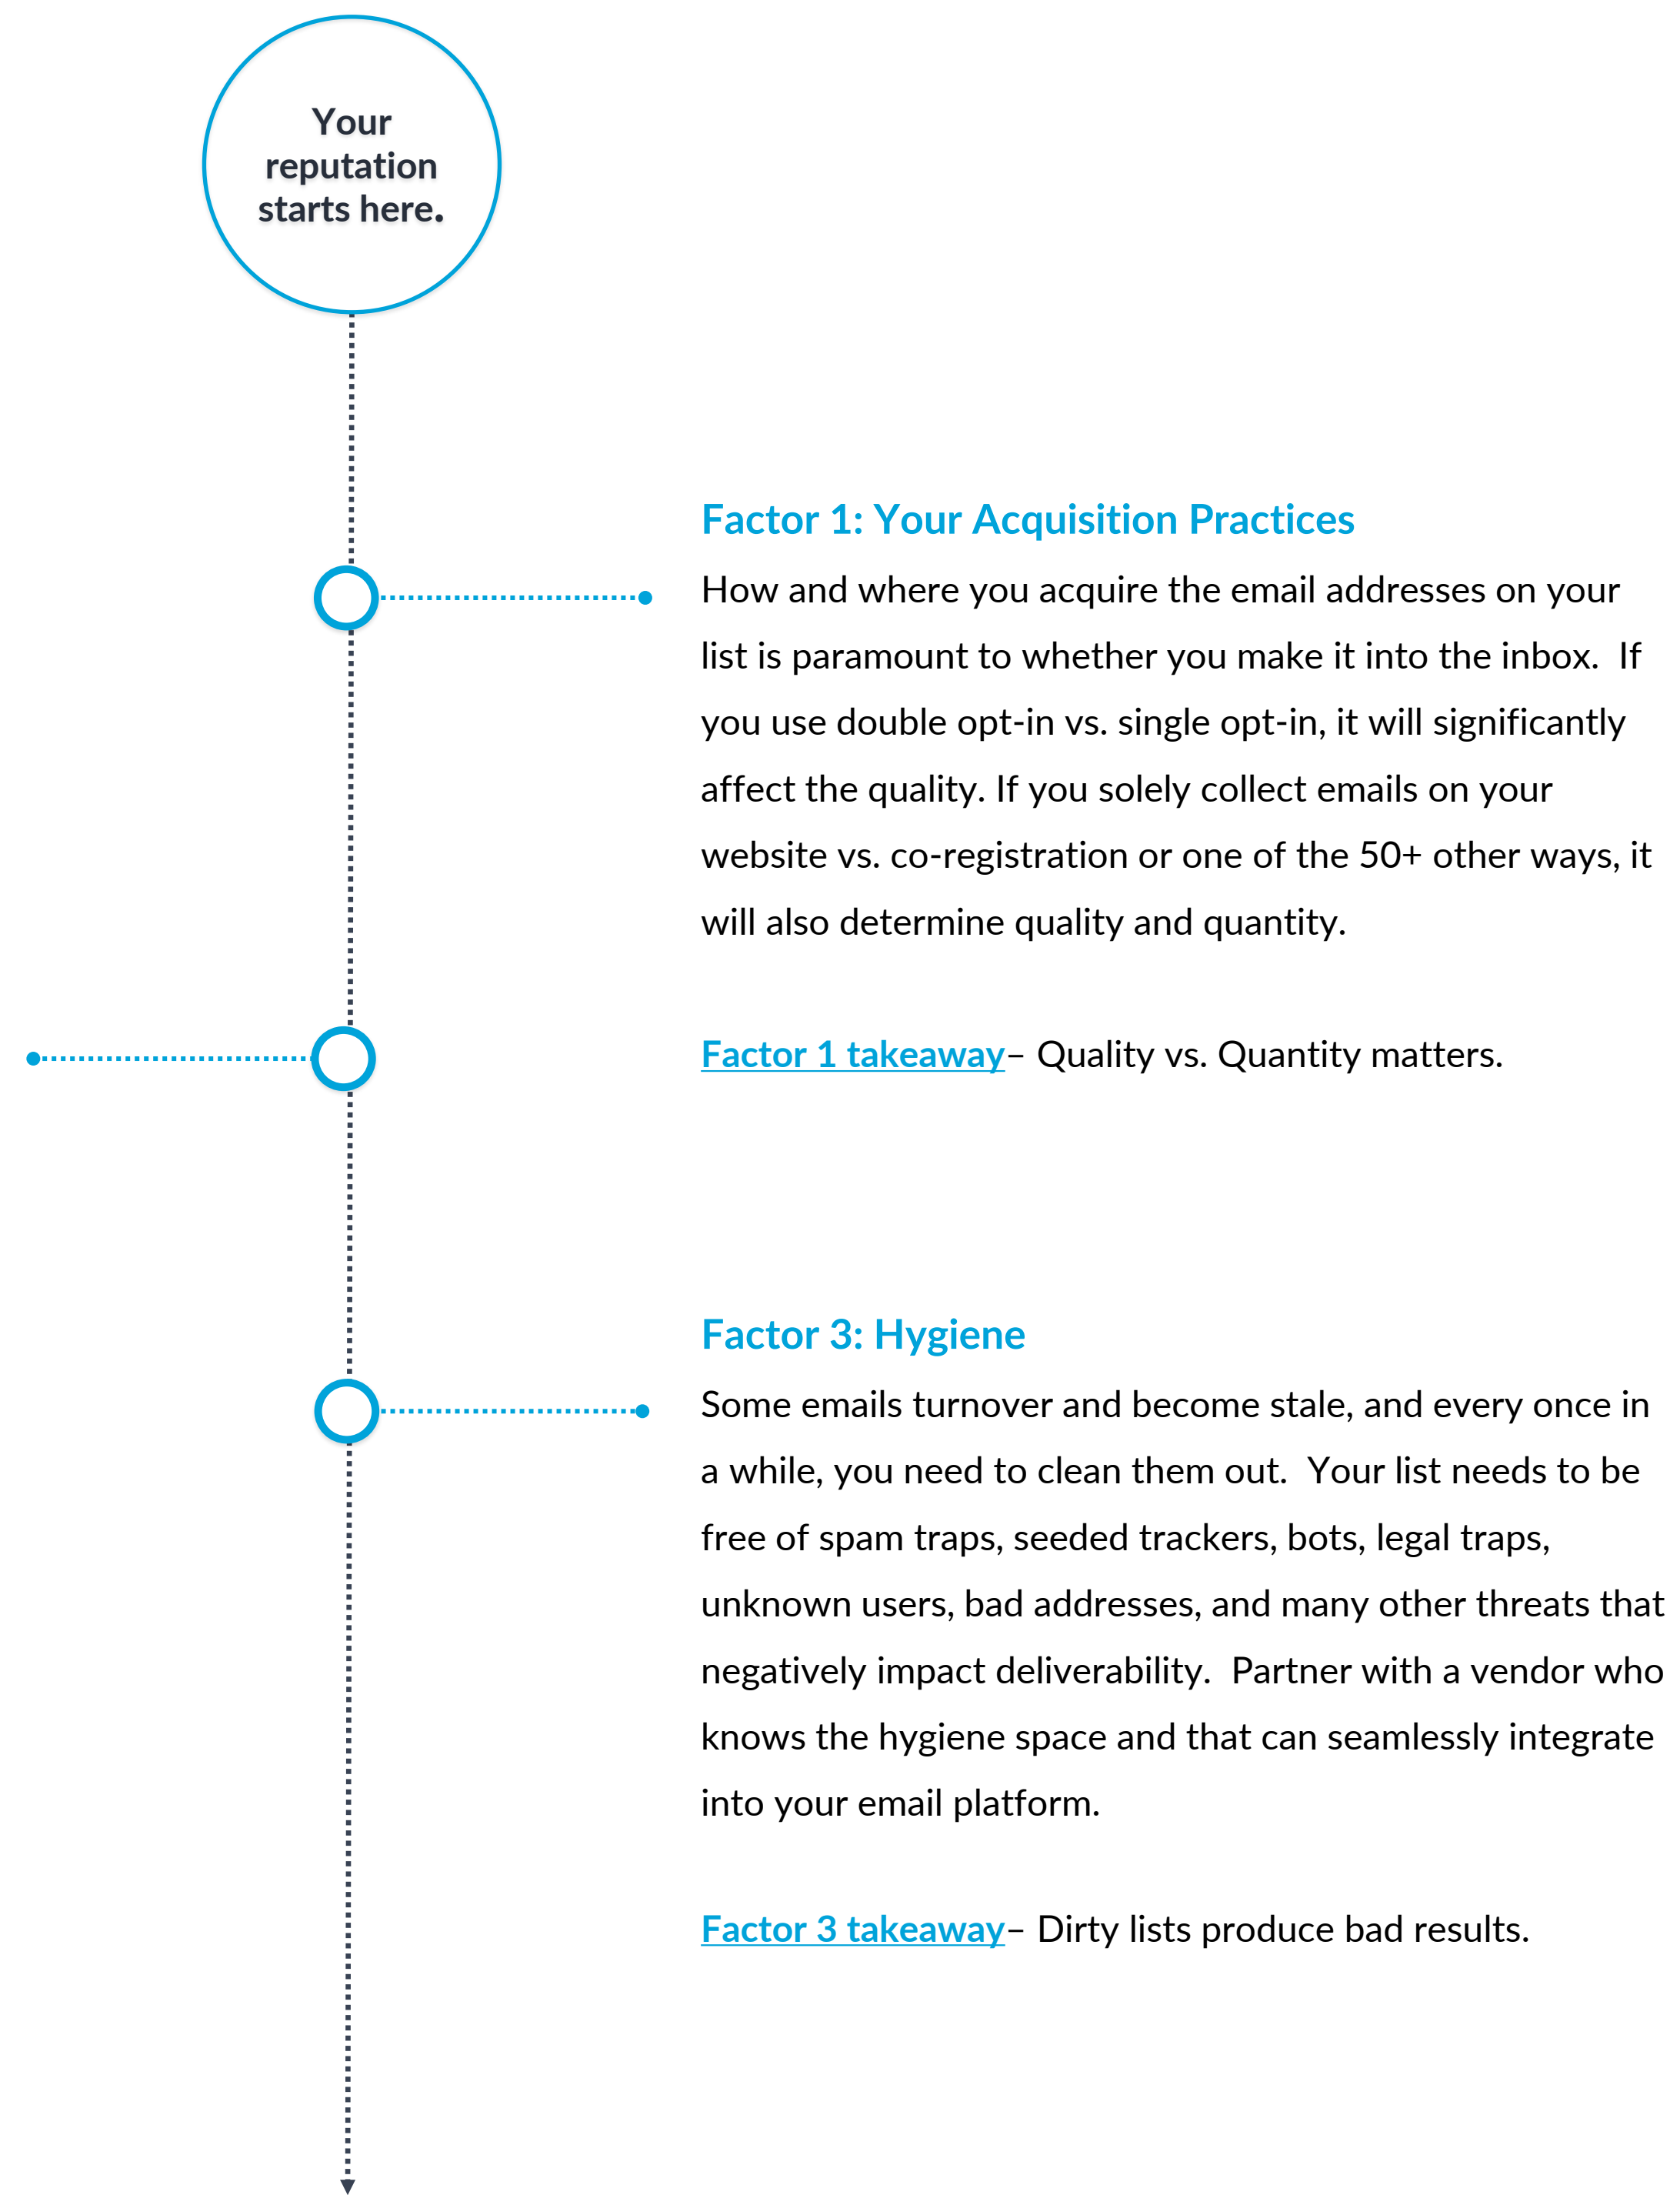 Your
reputation
starts here.
Factor 1: Your Acquisition Practices
How and where you acquire the email addresses on your
list is paramount to whether you make it into the inbox.  If
you use double opt-in vs. single opt-in, it will significantly
affect the quality. If you solely collect emails on your
website vs. co-registration or one of the 50+ other ways, it
will also determine quality and quantity.
Factor 1 takeaway– Quality vs. Quantity matters.
Factor 3: Hygiene
Some emails turnover and become stale, and every once in
a while, you need to clean them out.  Your list needs to be
free of spam traps, seeded trackers, bots, legal traps,
unknown users, bad addresses, and many other threats that
negatively impact deliverability.  Partner with a vendor who
knows the hygiene space and that can seamlessly integrate
into your email platform.
Factor 3 takeaway– Dirty lists produce bad results.